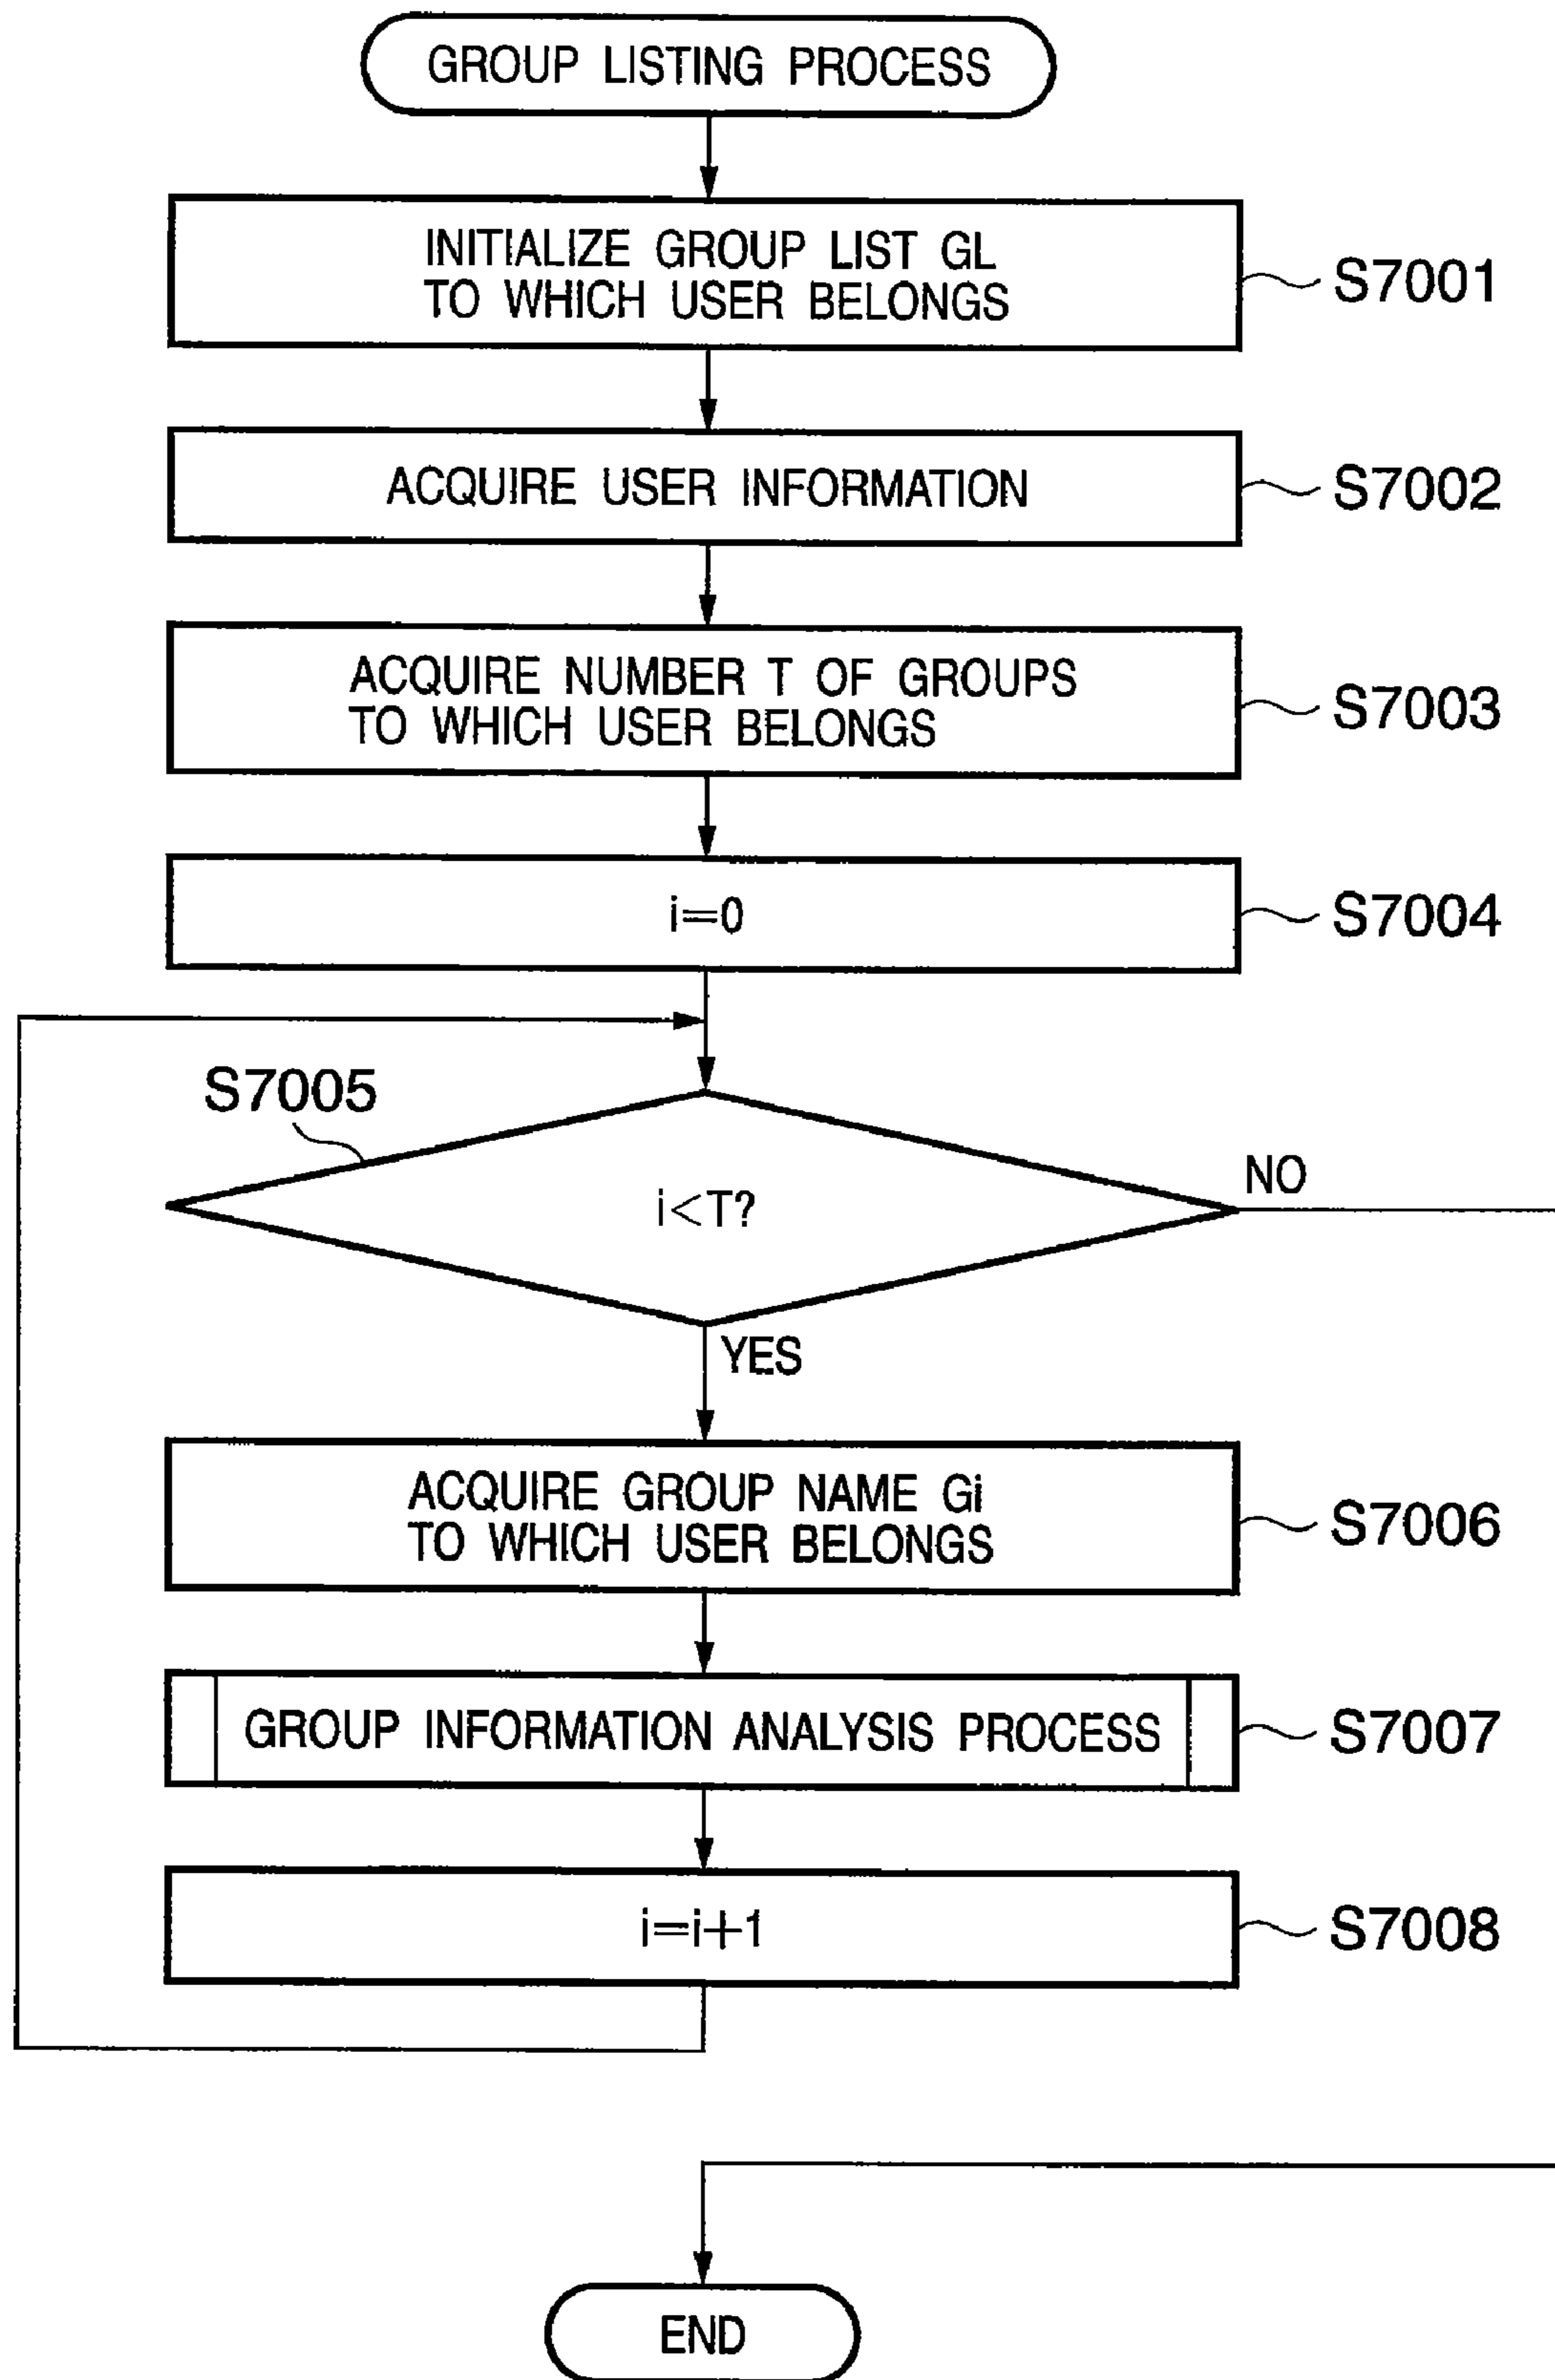 GROUP LISTING PROCESS
INITIALIZE GROUP LIST GL
TO WHICH USER BELONGS
S7001
ACQUIRE USER INFORMATION
S7002
ACQUIRE NUMBER T OF GROUPS
TO WHICH USER BELONGS
S7003
i=0
S7004
S7005
i<T?
NO
YES
ACQUIRE GROUP NAME Gi
TO WHICH USER BELONGS
S7006
GROUP INFORMATION ANALYSIS PROCESS
S7007
i=i+1
S7008
END